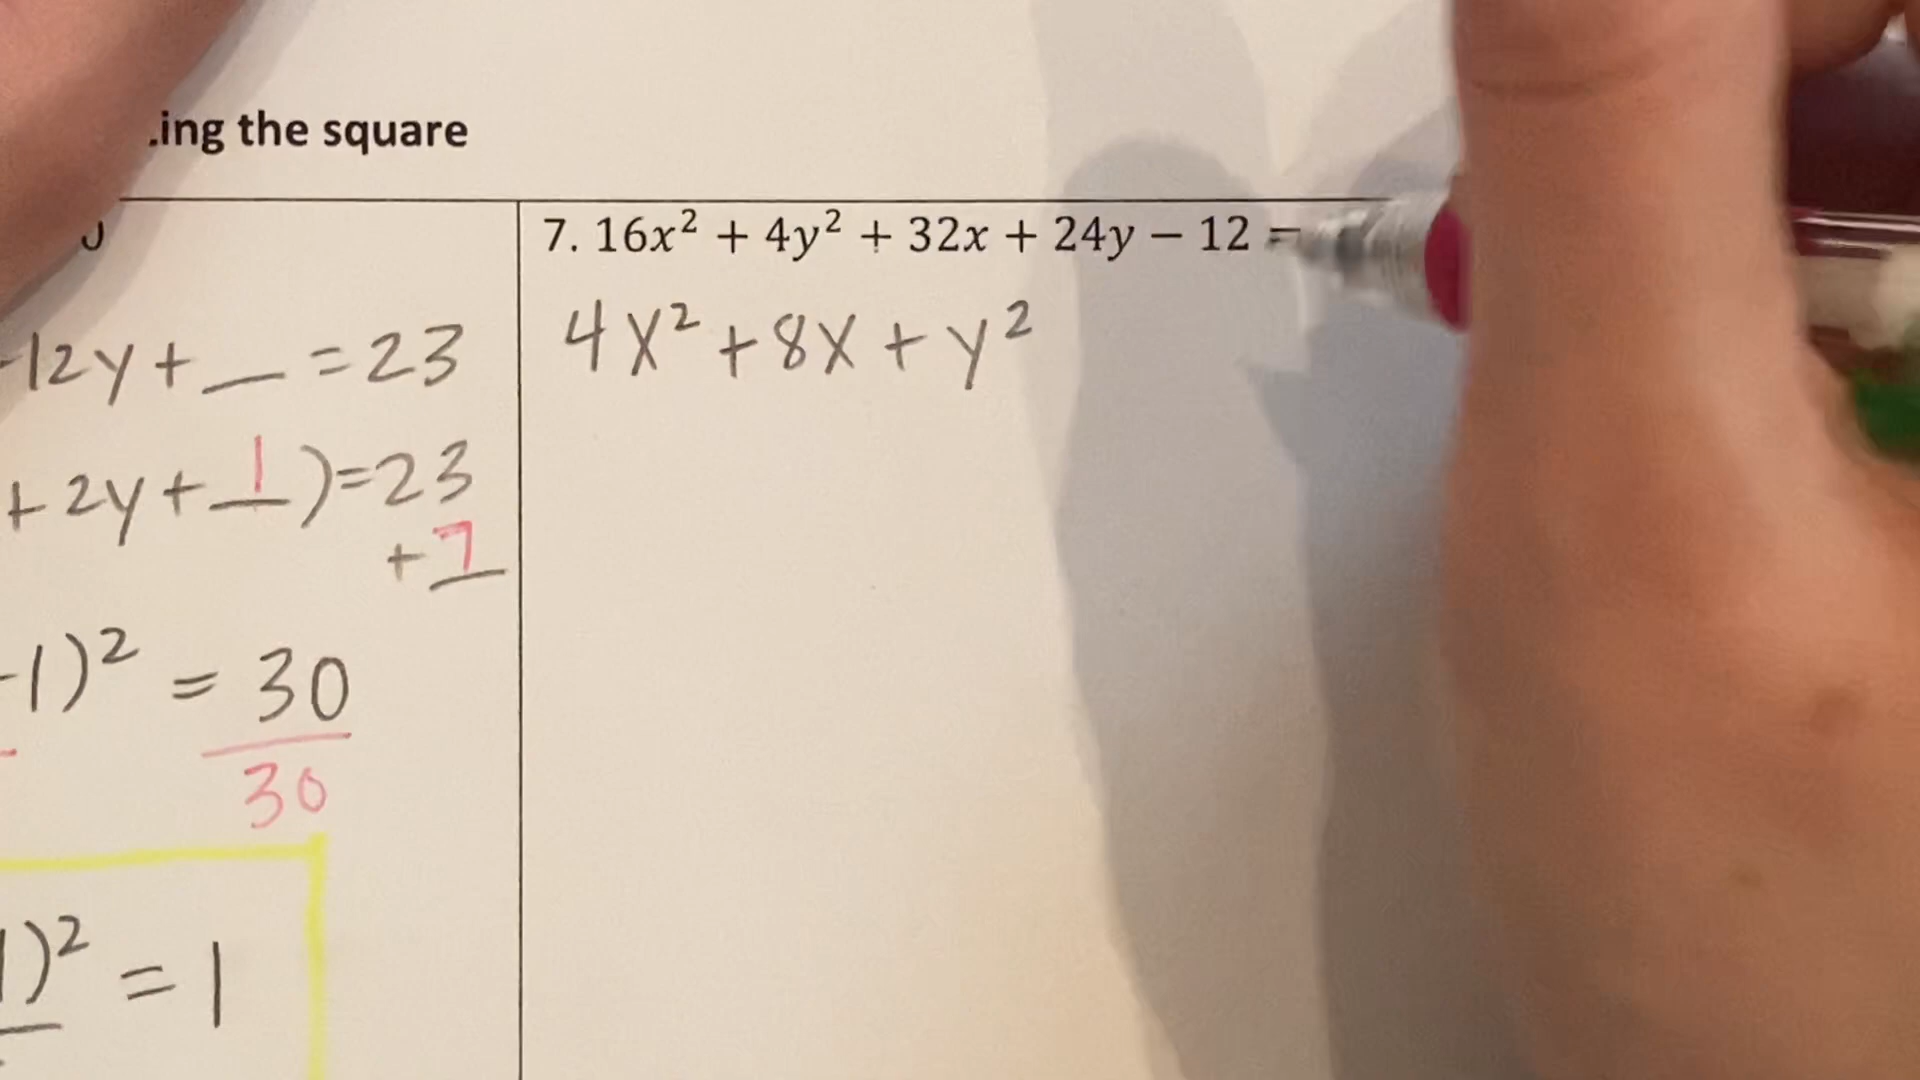 .ing the square
-12y + __ = 23
+ 2y + 1 ) = 23
+ 7
-1)² = 30
30
1)² = 1
7. 16x² + 4y² + 32x + 24y − 12 =
4x² + 8x + y²